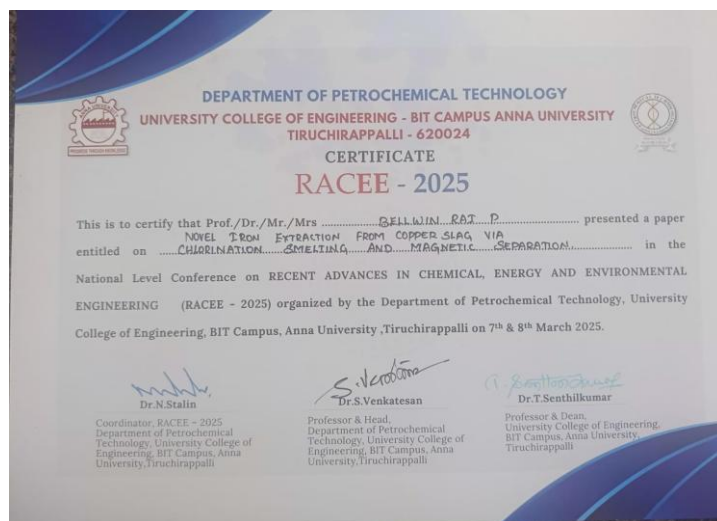 DEPARTMENT OF PETROCHEMICAL TECHNOLOGY
UNIVERSITY COLLEGE OF ENGINEERING - BIT CAMPUS ANNA UNIVERSITY
TIRUCHIRAPPALLI - 620024
CERTIFICATE
RACEE - 2025
This is to certify that Prof./Dr./Mr./Mrs BELLWIN RAJ P presented a paper
NOVEL IRON EXTRACTION FROM COPPER SLAG VIA
entitled on CHLORINATION SMELTING AND MAGNETIC SEPARATION in the
National Level Conference on RECENT ADVANCES IN CHEMICAL, ENERGY AND ENVIRONMENTAL
ENGINEERING (RACEE - 2025) organized by the Department of Petrochemical Technology, University
College of Engineering, BIT Campus, Anna University ,Tiruchirappalli on 7th & 8th March 2025.
Dr.N.Stalin
Coordinator, RACEE - 2025
Department of Petrochemical
Technology, University College of
Engineering, BIT Campus, Anna
University,Tiruchirappalli
Dr.S.Venkatesan
Professor & Head,
Department of Petrochemical
Technology, University College of
Engineering, BIT Campus, Anna
University,Tiruchirappalli
Dr.T.Senthilkumar
Professor & Dean,
University College of Engineering,
BIT Campus, Anna University,
Tiruchirappalli